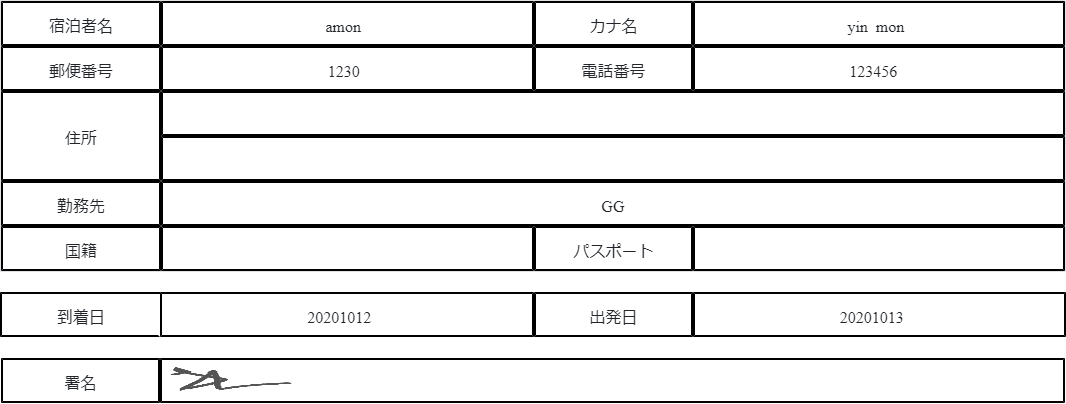 宿泊者名 amon カナ名 yin mon
郵便番号 1230 電話番号 123456
住所
勤務先 GG
国籍 パスポート
到着日 20201012 出発日 20201013
署名